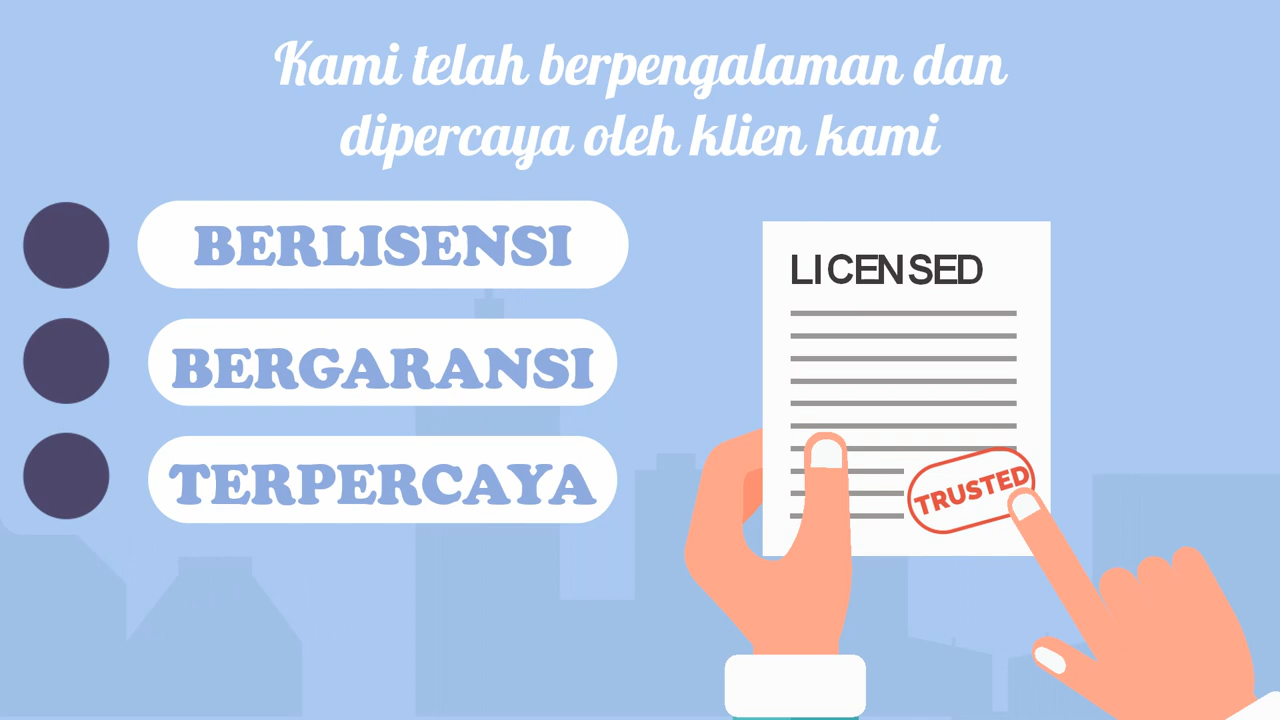 Kami telah berpengalaman dan
dipercaya oleh klien kami
BERLISENSI
BERGARANSI
TERPERCAYA
LICENSED
TRUSTED